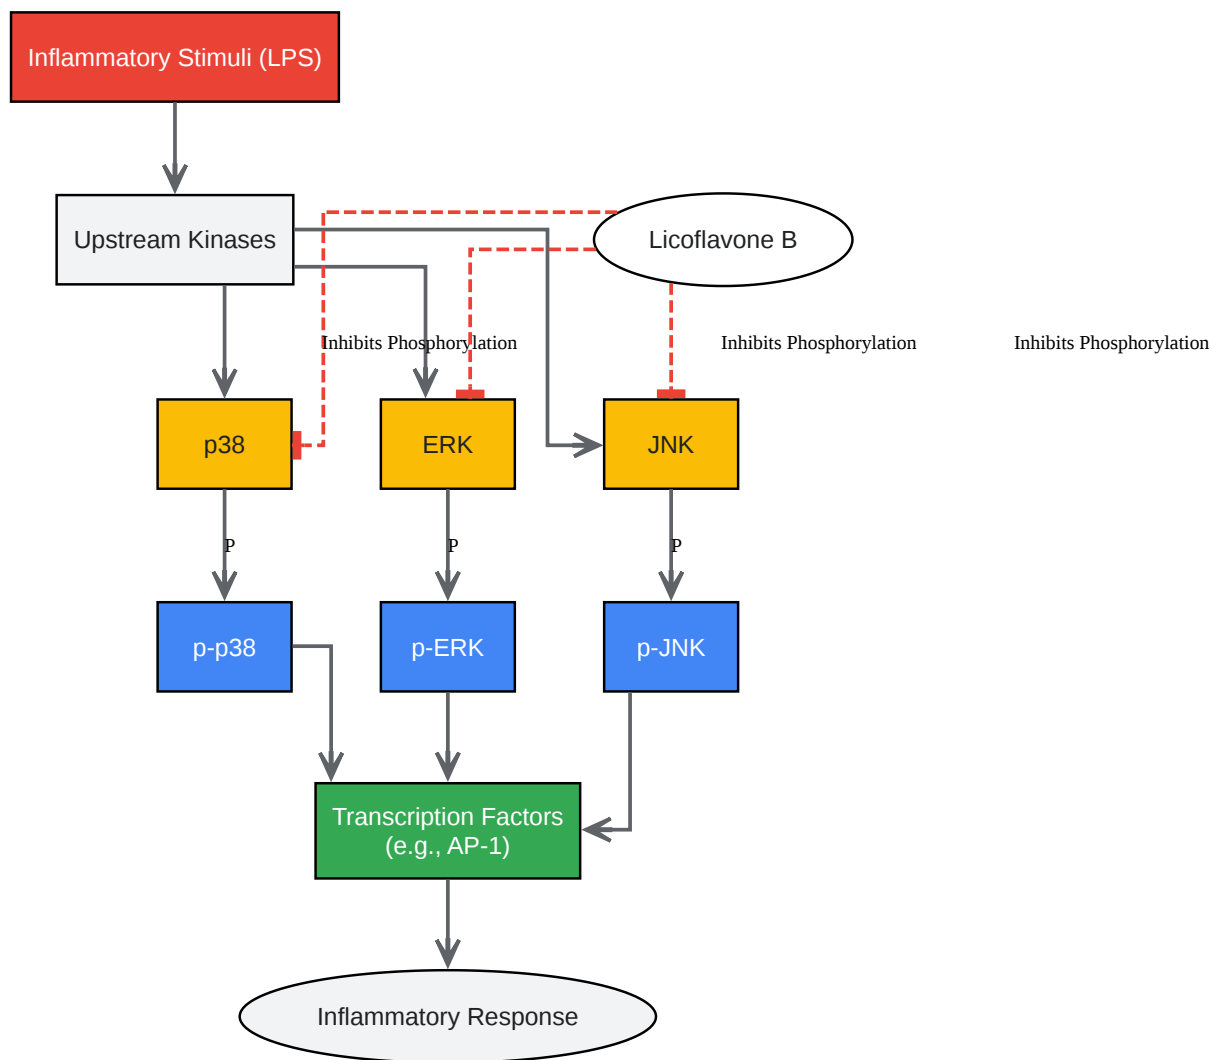 Inflammatory Stimuli (LPS)
Upstream Kinases
Licoflavone B
Inhibits Phosphorylation
Inhibits Phosphorylation
Inhibits Phosphorylation
p38
ERK
JNK
P
P
P
p-p38
p-ERK
p-JNK
Transcription Factors
(e.g., AP-1)
Inflammatory Response